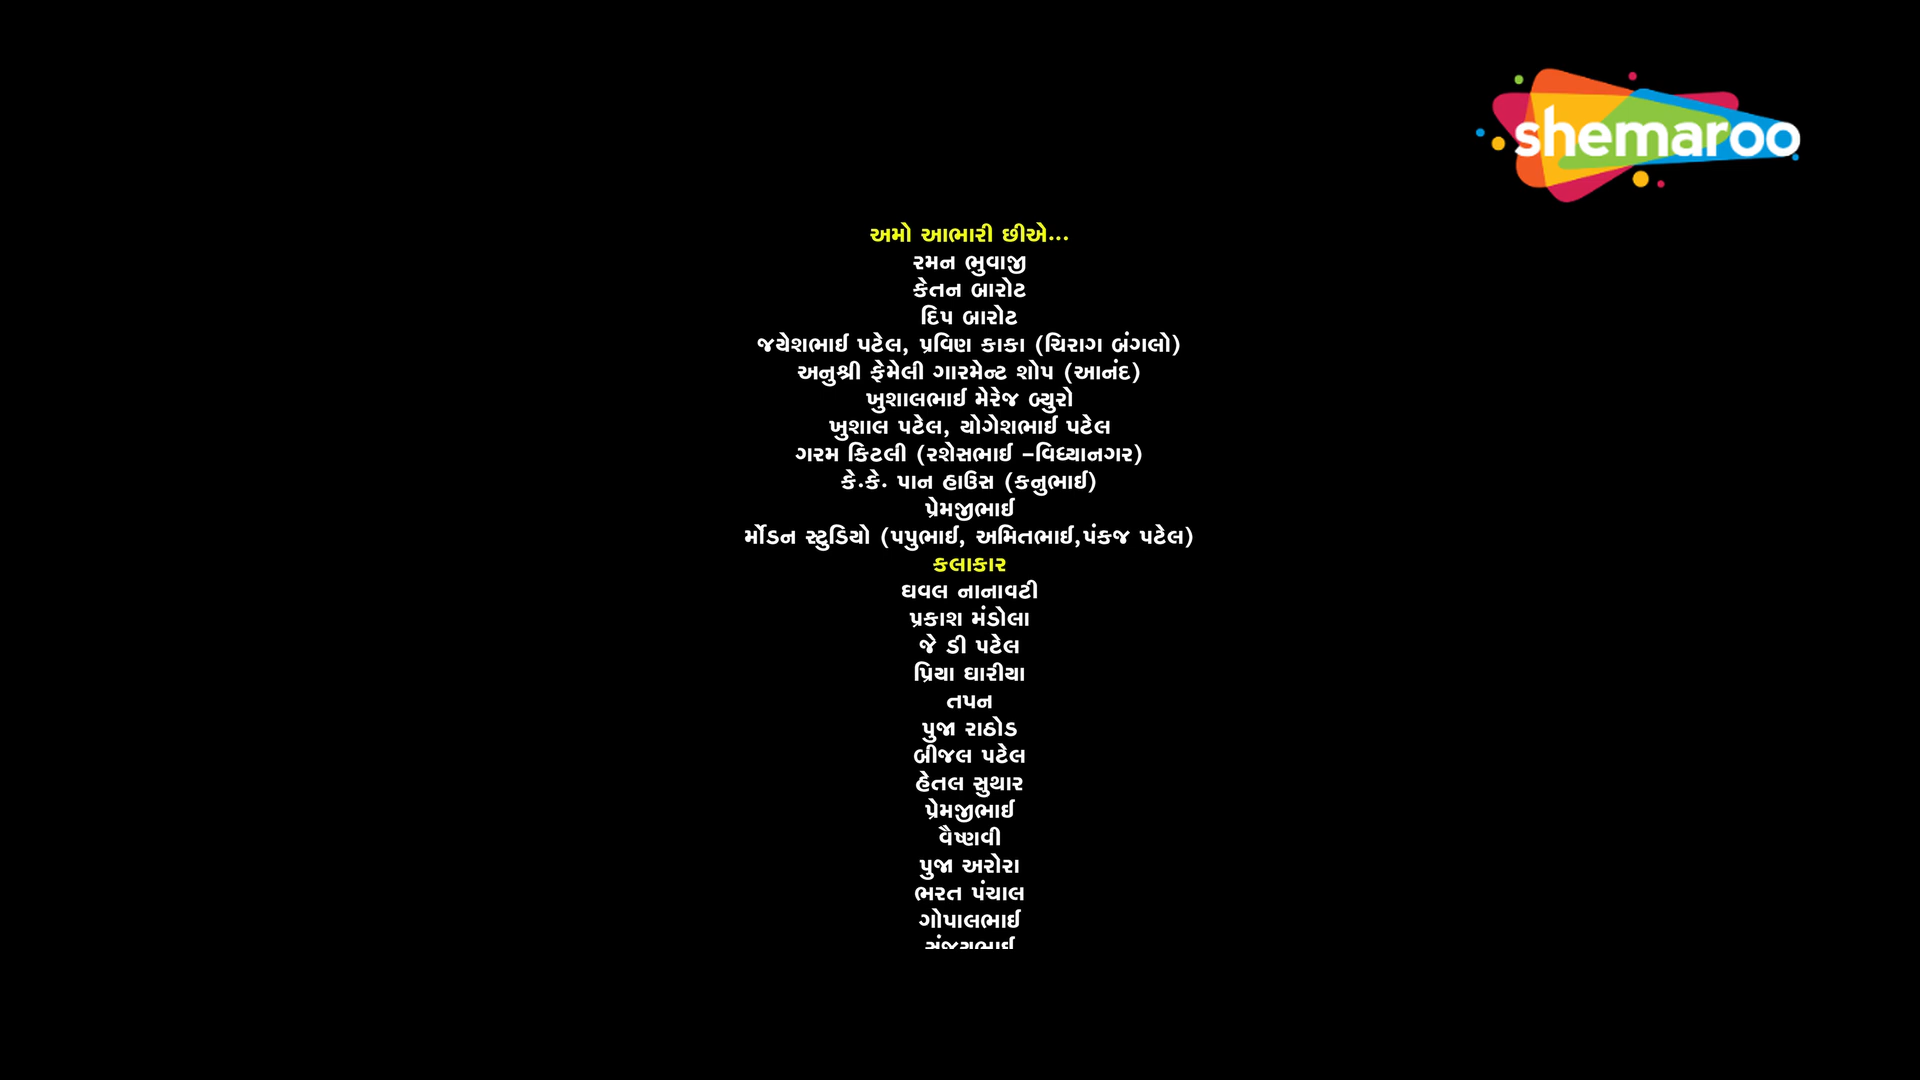 shemaroo
અમો આભારી છીએ...
રમન ભુવાજી
કેતન બારોટ
દિપ બારોટ
જયેશભાઈ પટેલ, પ્રવિણ કાકા (ચિરાગ બંગલો)
અનુશ્રી ફેમેલી ગારમેન્ટ શોપ (આનંદ)
ખુશાલભાઈ મેરેજ બ્યુરો
ખુશાલ પટેલ, યોગેશભાઈ પટેલ
ગરમ કિટલી (રશેસભાઈ –વિધ્યાનગર)
કે.કે. પાન હાઉસ (કનુભાઈ)
પ્રેમજીભાઈ
ર્મોડન સ્ટુડિયો (પપુભાઈ, અમિતભાઈ,પંકજ પટેલ)
કલાકાર
ઘવલ નાનાવટી
પ્રકાશ મંડોલા
જે ડી પટેલ
પ્રિયા ઘારીયા
તપન
પુજા રાઠોડ
બીજલ પટેલ
હેતલ સુથાર
પ્રેમજીભાઈ
વૈષ્ણવી
પુજા અરોરા
ભરત પંચાલ
ગોપાલભાઈ
સંજયભાઈ